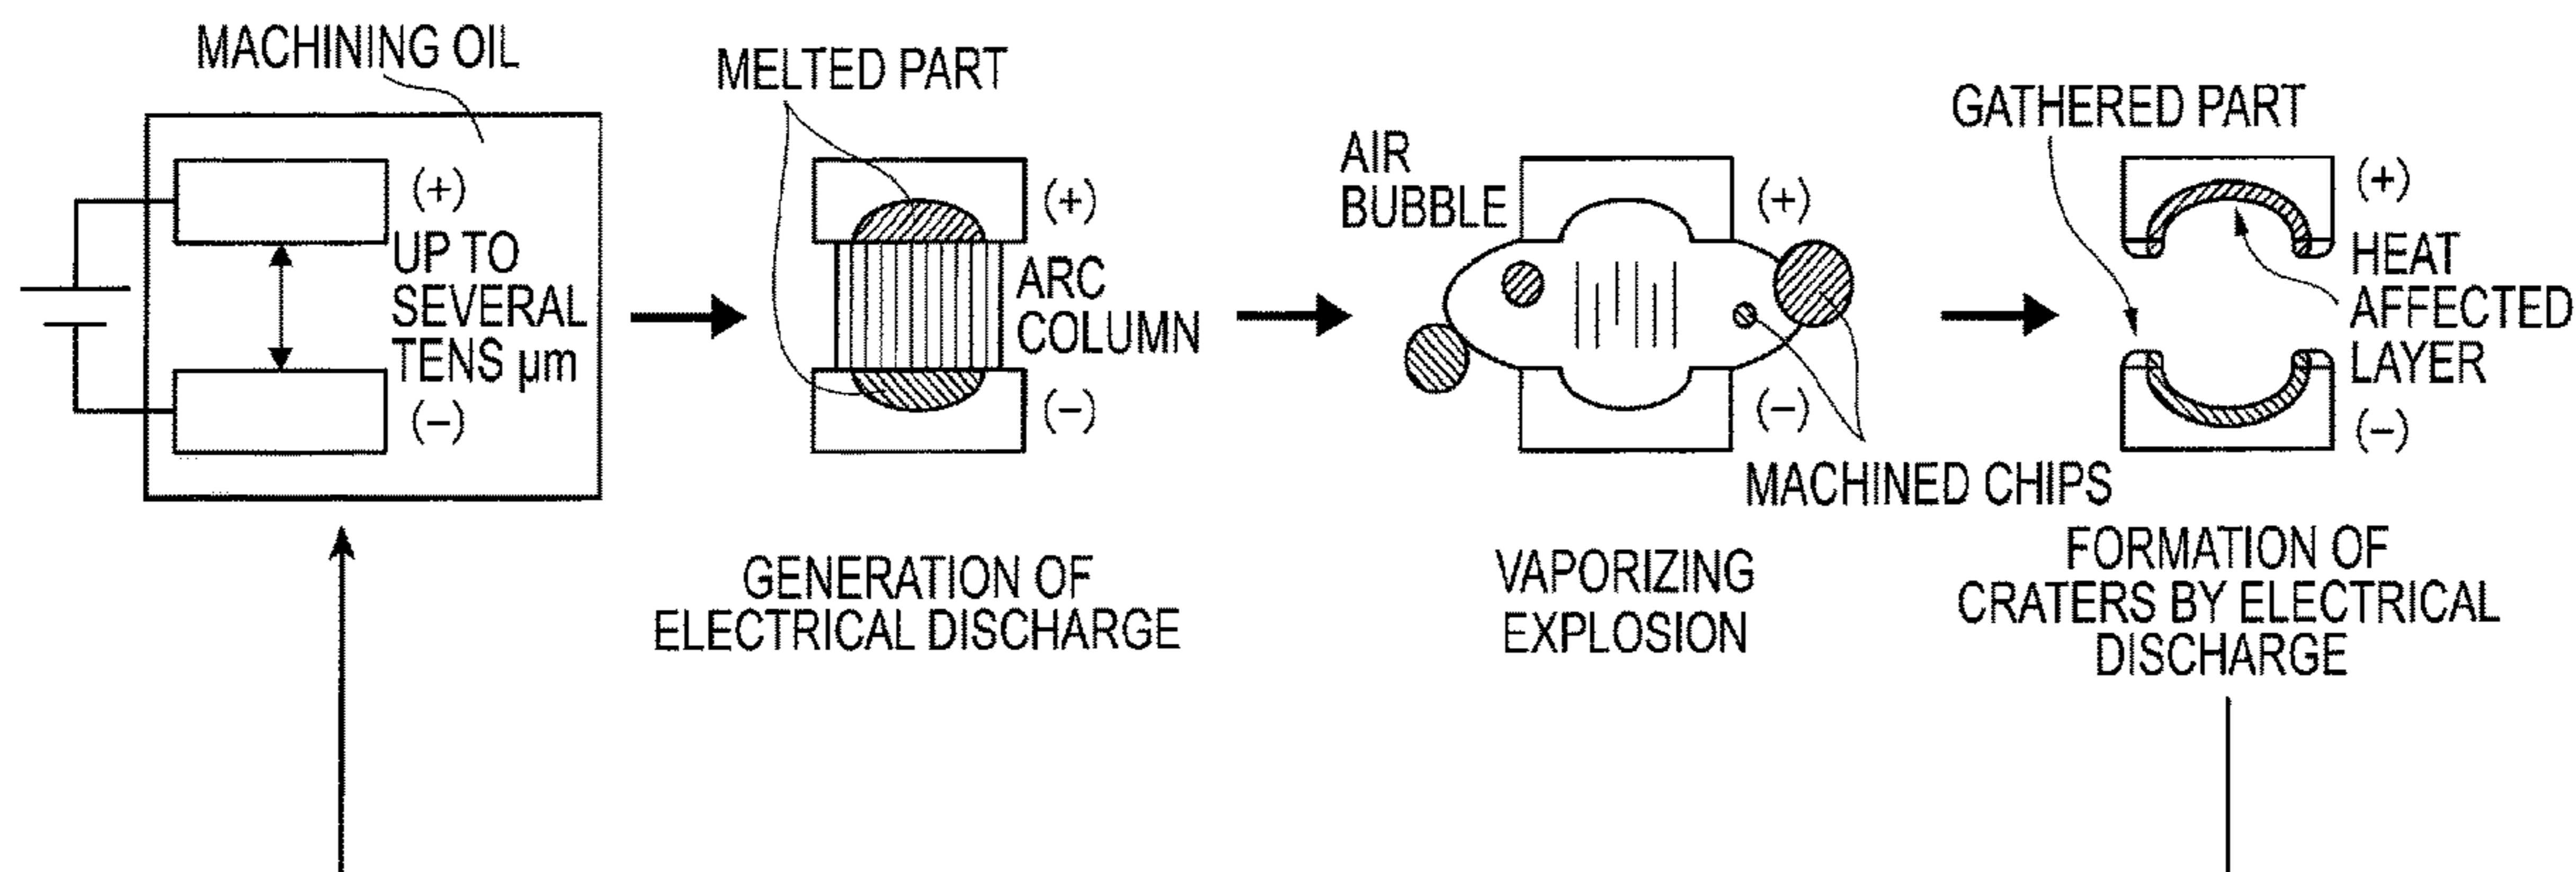 MACHINING OIL
(+)
UP TO
SEVERAL
TENS µm
(−)
MELTED PART
(+)
ARC
COLUMN
(−)
GENERATION OF
ELECTRICAL DISCHARGE
AIR
BUBBLE
(+)
(−)
MACHINED CHIPS
VAPORIZING
EXPLOSION
GATHERED PART
(+)
HEAT
AFFECTED
LAYER
(−)
FORMATION OF
CRATERS BY ELECTRICAL
DISCHARGE